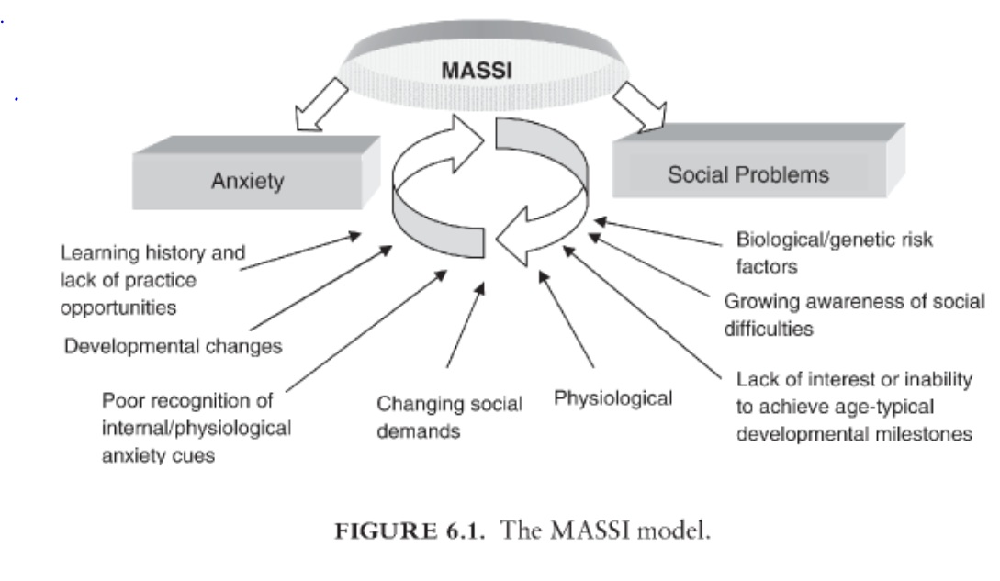 MASSI
Anxiety
Social Problems
Learning history and
lack of practice
opportunities
Developmental changes
Poor recognition of
internal/physiological
anxiety cues
Changing social
demands
Physiological
Biological/genetic risk
factors
Growing awareness of social
difficulties
Lack of interest or inability
to achieve age-typical
developmental milestones
FIGURE 6.1. The MASSI model.